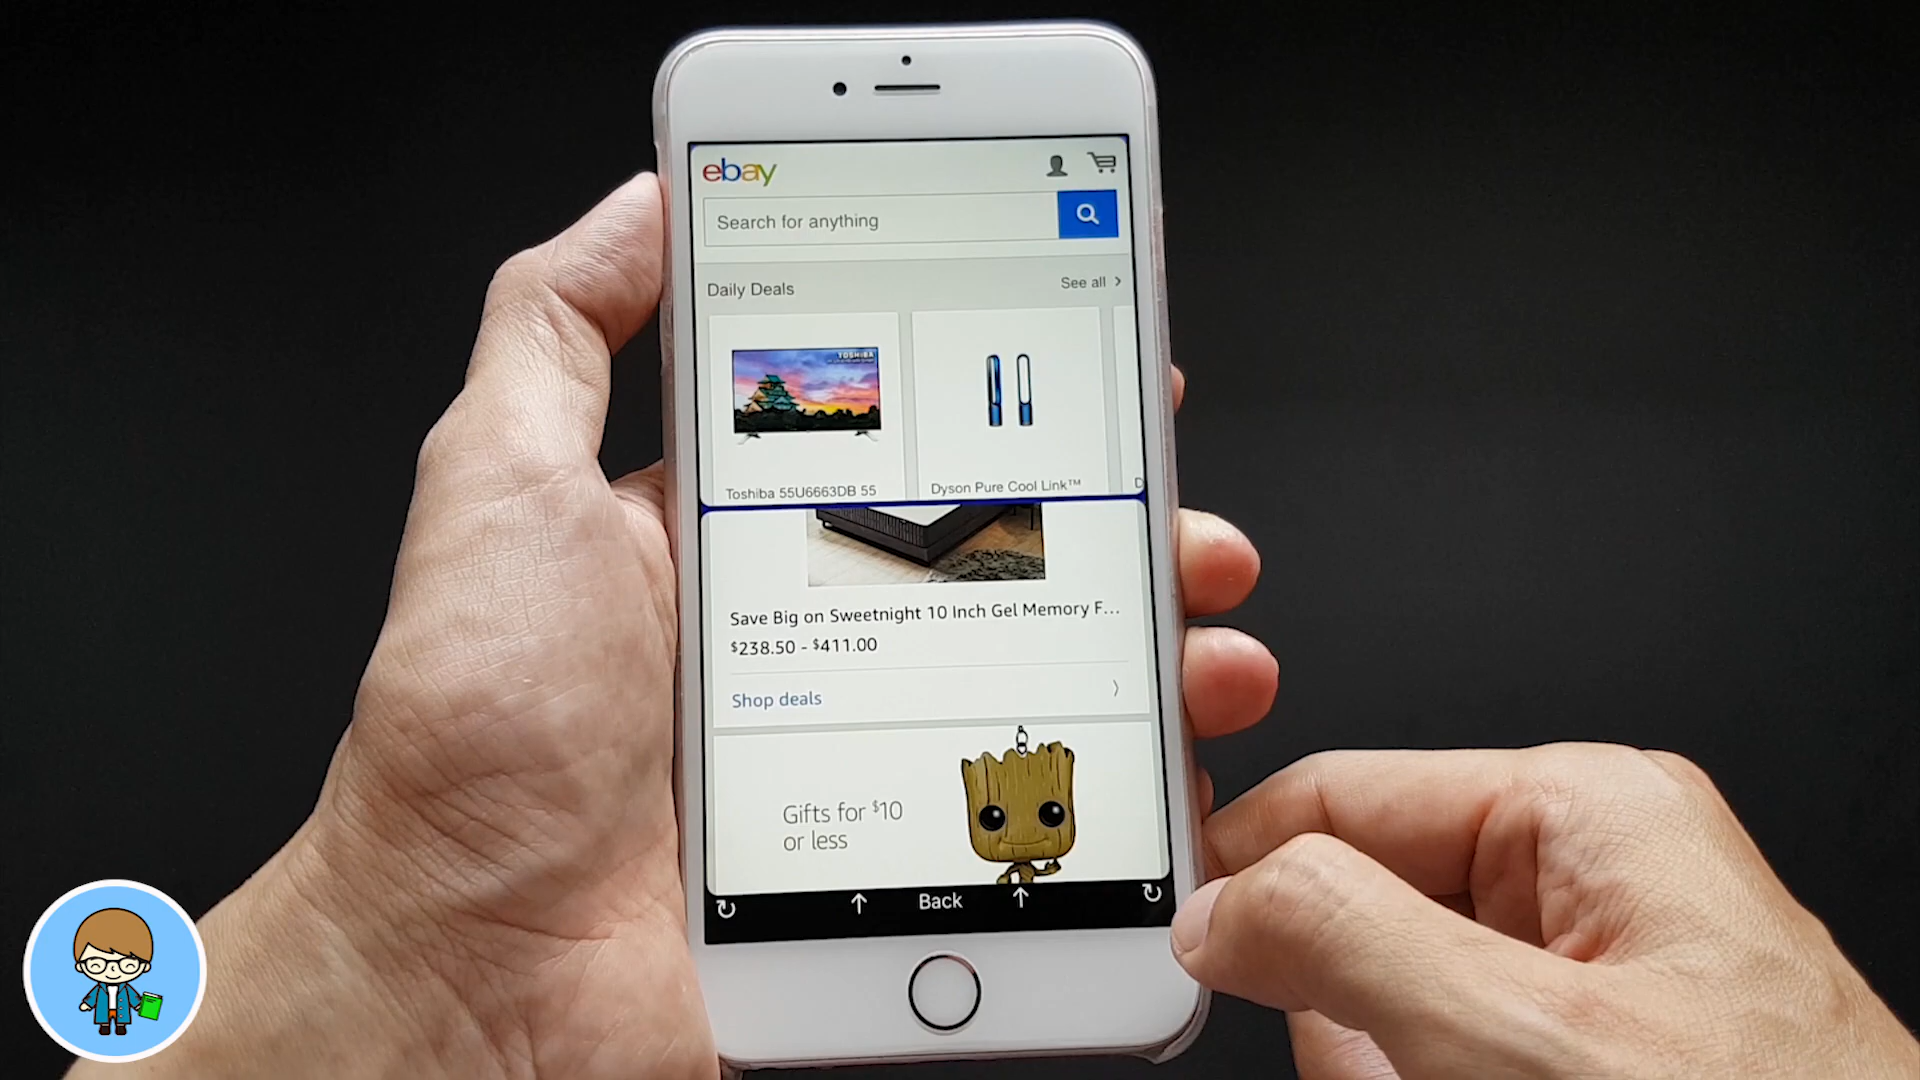 ebay
Search for anything
Daily Deals
See all >
TOSHIBA
Toshiba 55U6663DB 55
Dyson Pure Cool Link™
D
Save Big on Sweetnight 10 Inch Gel Memory F...
$238.50 - $411.00
Shop deals
Gifts for $10
or less
Back